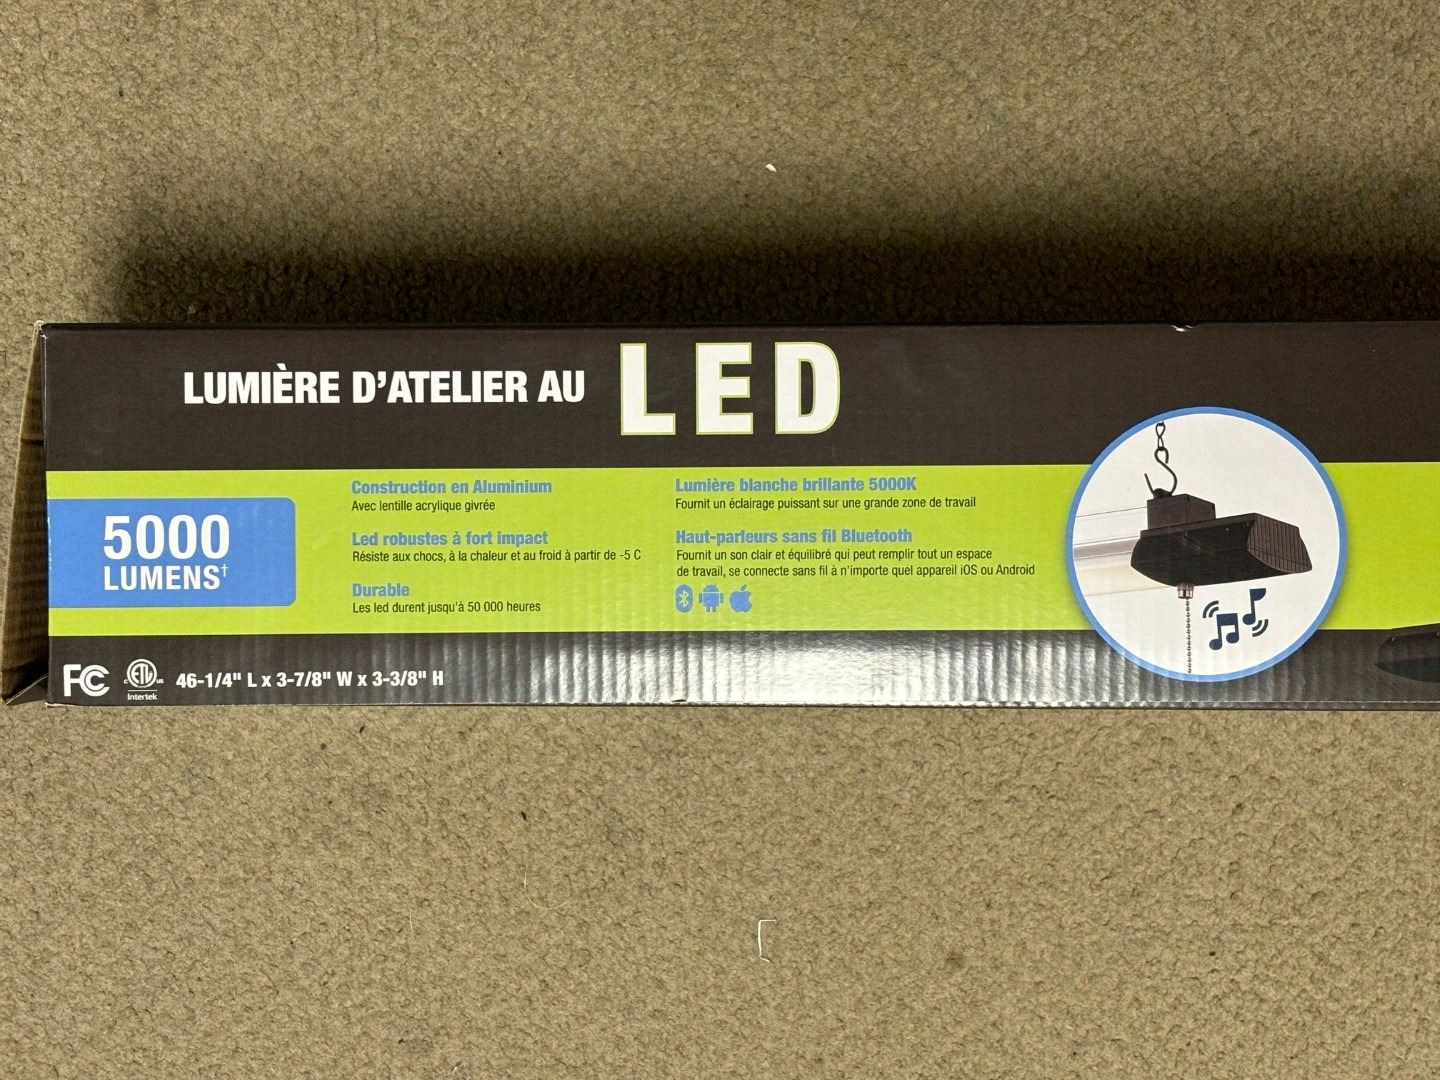 LUMIÈRE D'ATELIER AU LED
5000
LUMENS†
Construction en Aluminium
Avec lentille acrylique givrée
Led robustes à fort impact
Résiste aux chocs, à la chaleur et au froid à partir de -5 C
Durable
Les led durent jusqu'à 50 000 heures
Lumière blanche brillante 5000K
Fournit un éclairage puissant sur une grande zone de travail
Haut-parleurs sans fil Bluetooth
Fournit un son clair et équilibré qui peut remplir tout un espace
de travail, se connecte sans fil à n'importe quel appareil iOS ou Android
FC
c ETL us
Intertek
46-1/4" L x 3-7/8" W x 3-3/8" H